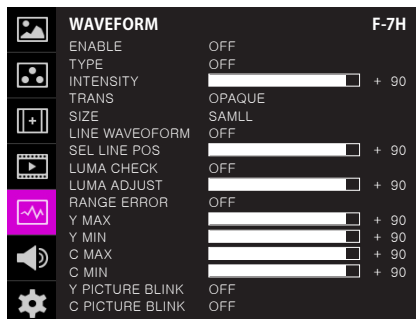 WAVEFORM F-7H
ENABLE OFF
TYPE OFF
INTENSITY + 90
TRANS OPAQUE
SIZE SAMLL
LINE WAVEOFORM OFF
SEL LINE POS + 90
LUMA CHECK OFF
LUMA ADJUST + 90
RANGE ERROR OFF
Y MAX + 90
Y MIN + 90
C MAX + 90
C MIN + 90
Y PICTURE BLINK OFF
C PICTURE BLINK OFF